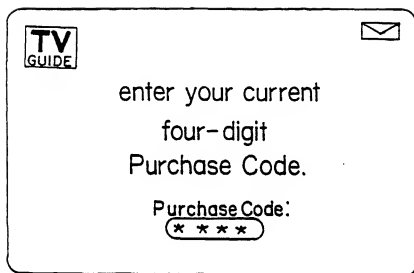 TV
GUIDE
enter your current
four-digit
Purchase Code.
Purchase Code:
* * * *